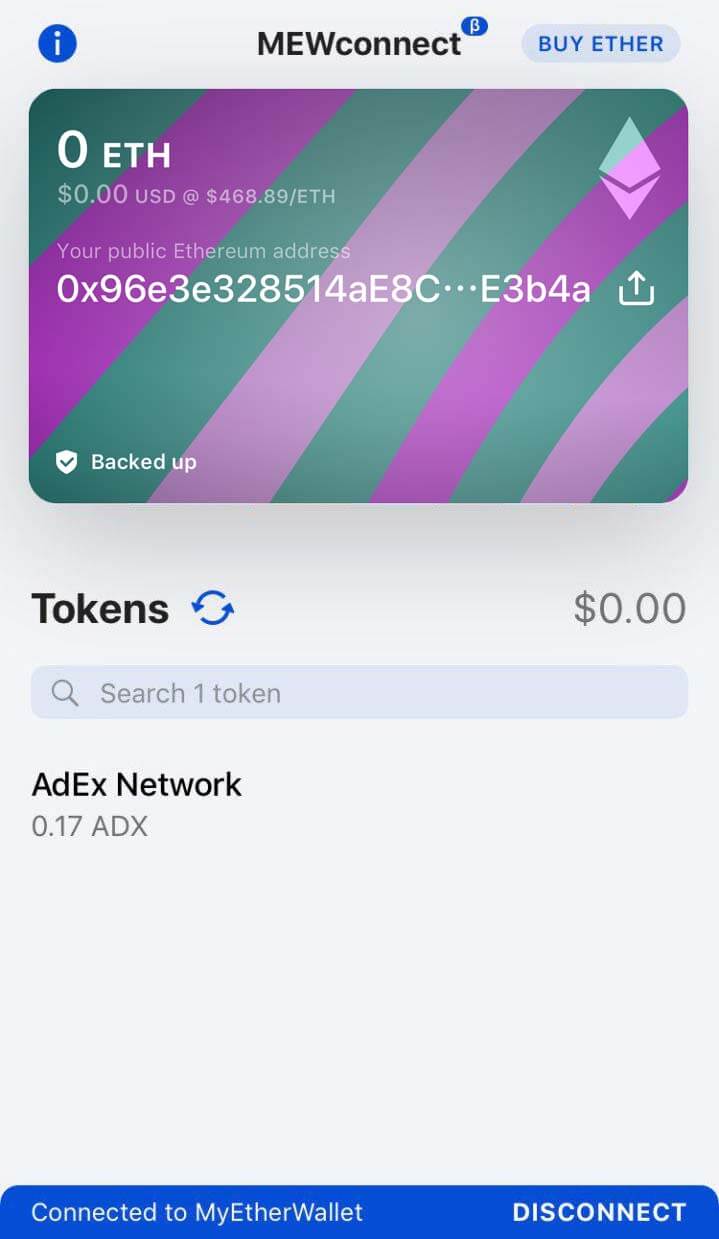 MEWconnect β
BUY ETHER
0 ETH
$0.00 USD @ $468.89/ETH
Your public Ethereum address
0x96e3e328514aE8C···E3b4a
Backed up
Tokens
$0.00
Search 1 token
AdEx Network
0.17 ADX
Connected to MyEtherWallet
DISCONNECT